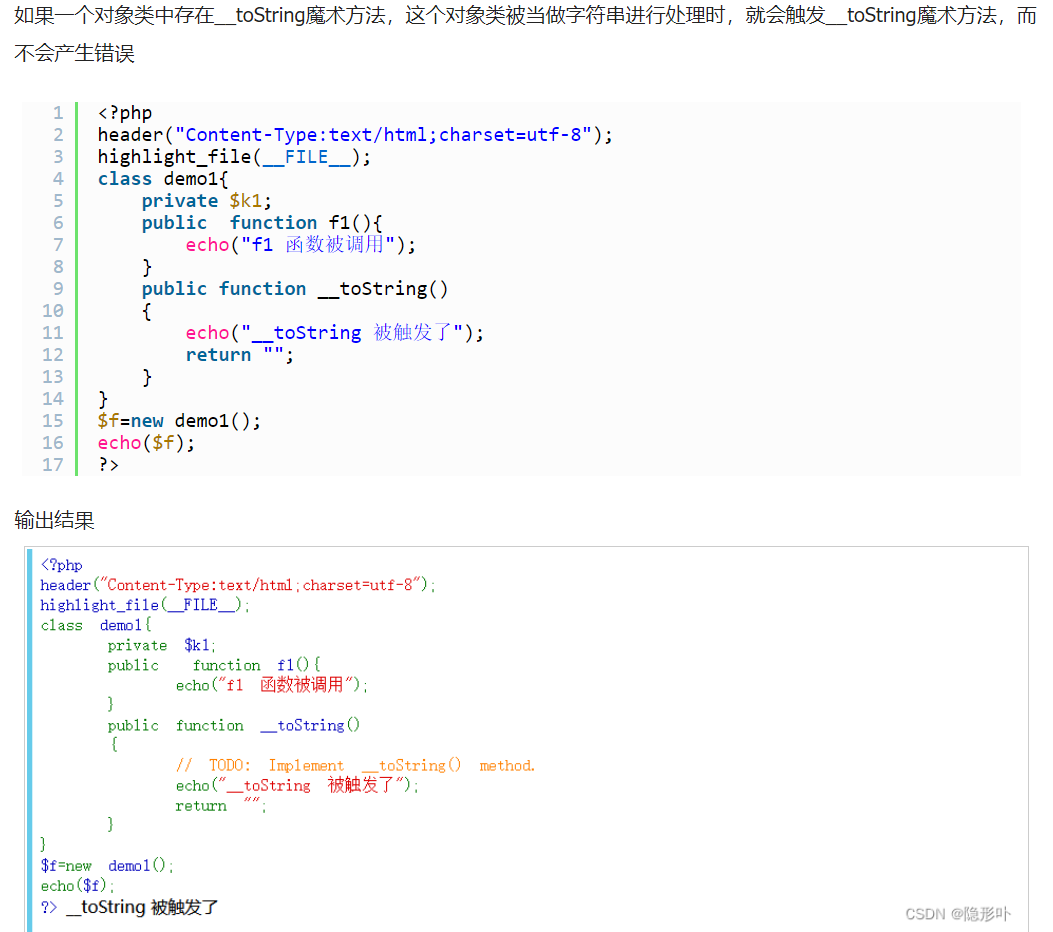 如果一个对象类中存在__toString魔术方法，这个对象类被当做字符串进行处理时，就会触发__toString魔术方法，而
不会产生错误
1 <?php
2 header("Content-Type:text/html;charset=utf-8");
3 highlight_file(__FILE__);
4 class demo1{
5 private $k1;
6 public  function f1(){
7 echo("f1 函数被调用");
8 }
9 public function __toString()
10 {
11 echo("__toString 被触发了");
12 return "";
13 }
14 }
15 $f=new demo1();
16 echo($f);
17 ?>
输出结果
<?php
header("Content-Type:text/html;charset=utf-8");
highlight_file(__FILE__);
class demo1{
private $k1;
public  function f1(){
echo("f1 函数被调用");
}
public function __toString()
{
// TODO: Implement __toString() method.
echo("__toString 被触发了");
return "";
}
}
$f=new demo1();
echo($f);
?> __toString 被触发了
CSDN @隐形卟